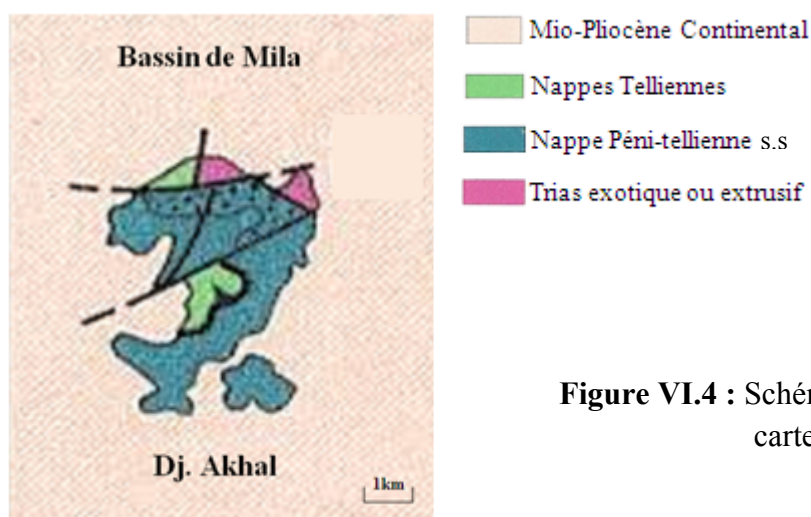 Bassin de Mila
Dj. Akhal
1km
Mio-Pliocène Continental
Nappes Telliennes
Nappe Péni-tellienne s.s
Trias exotique ou extrusif
Figure VI.4 : Schér
carte